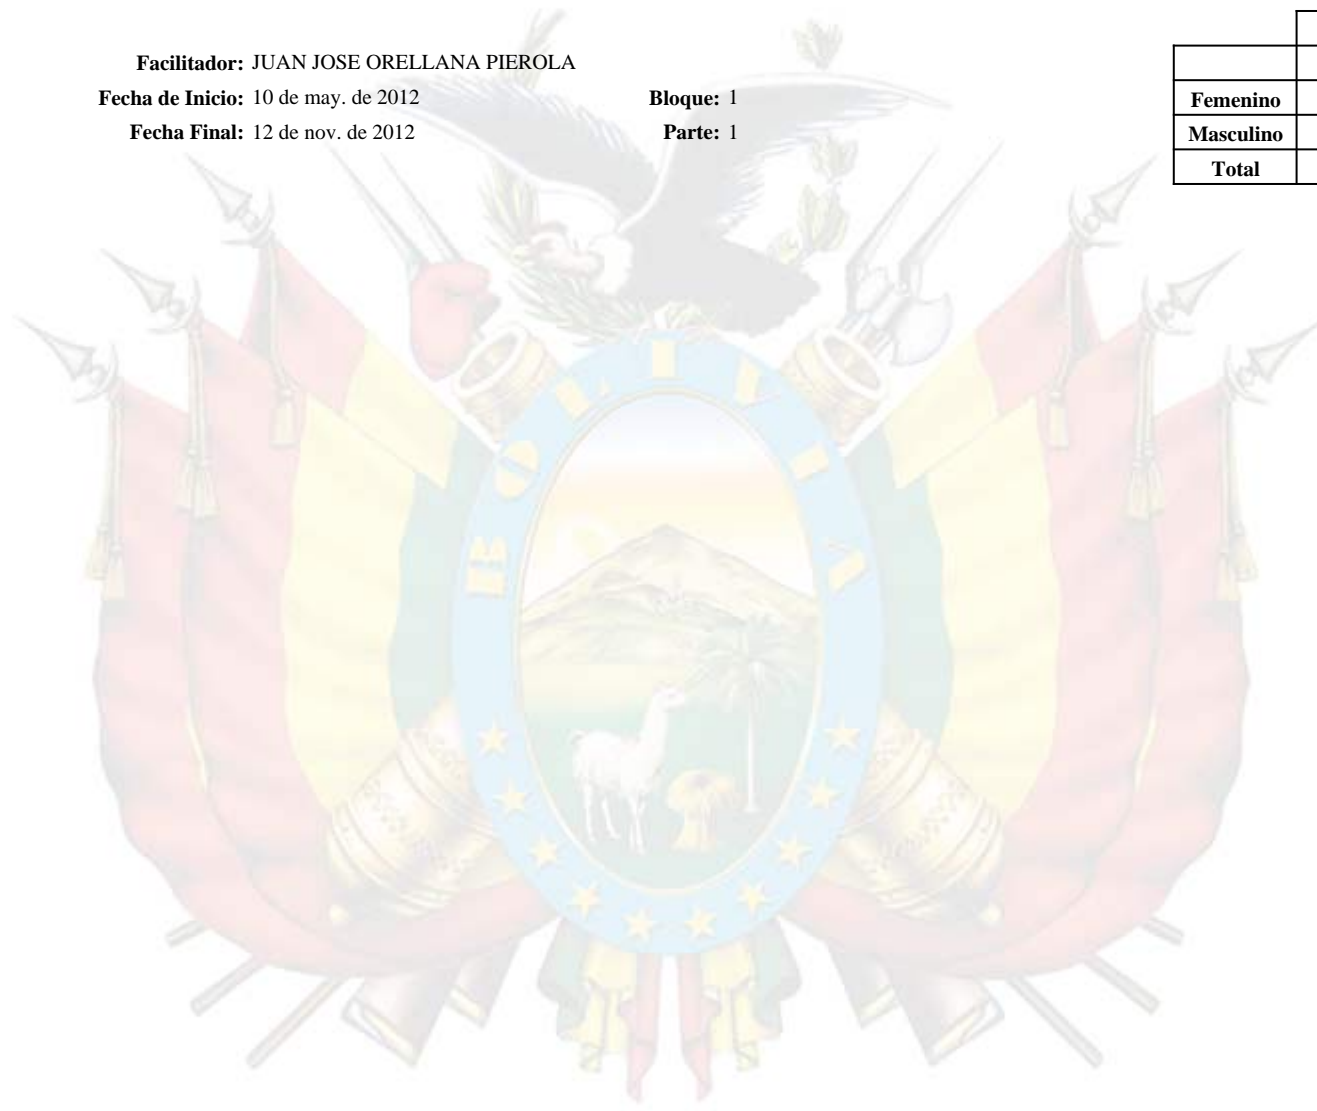 Facilitador: JUAN JOSE ORELLANA PIEROLA
Fecha de Inicio: 10 de may. de 2012 Bloque: 1
Fecha Final: 12 de nov. de 2012 Parte: 1
Femenino
Masculino
Total
BOLIVIA